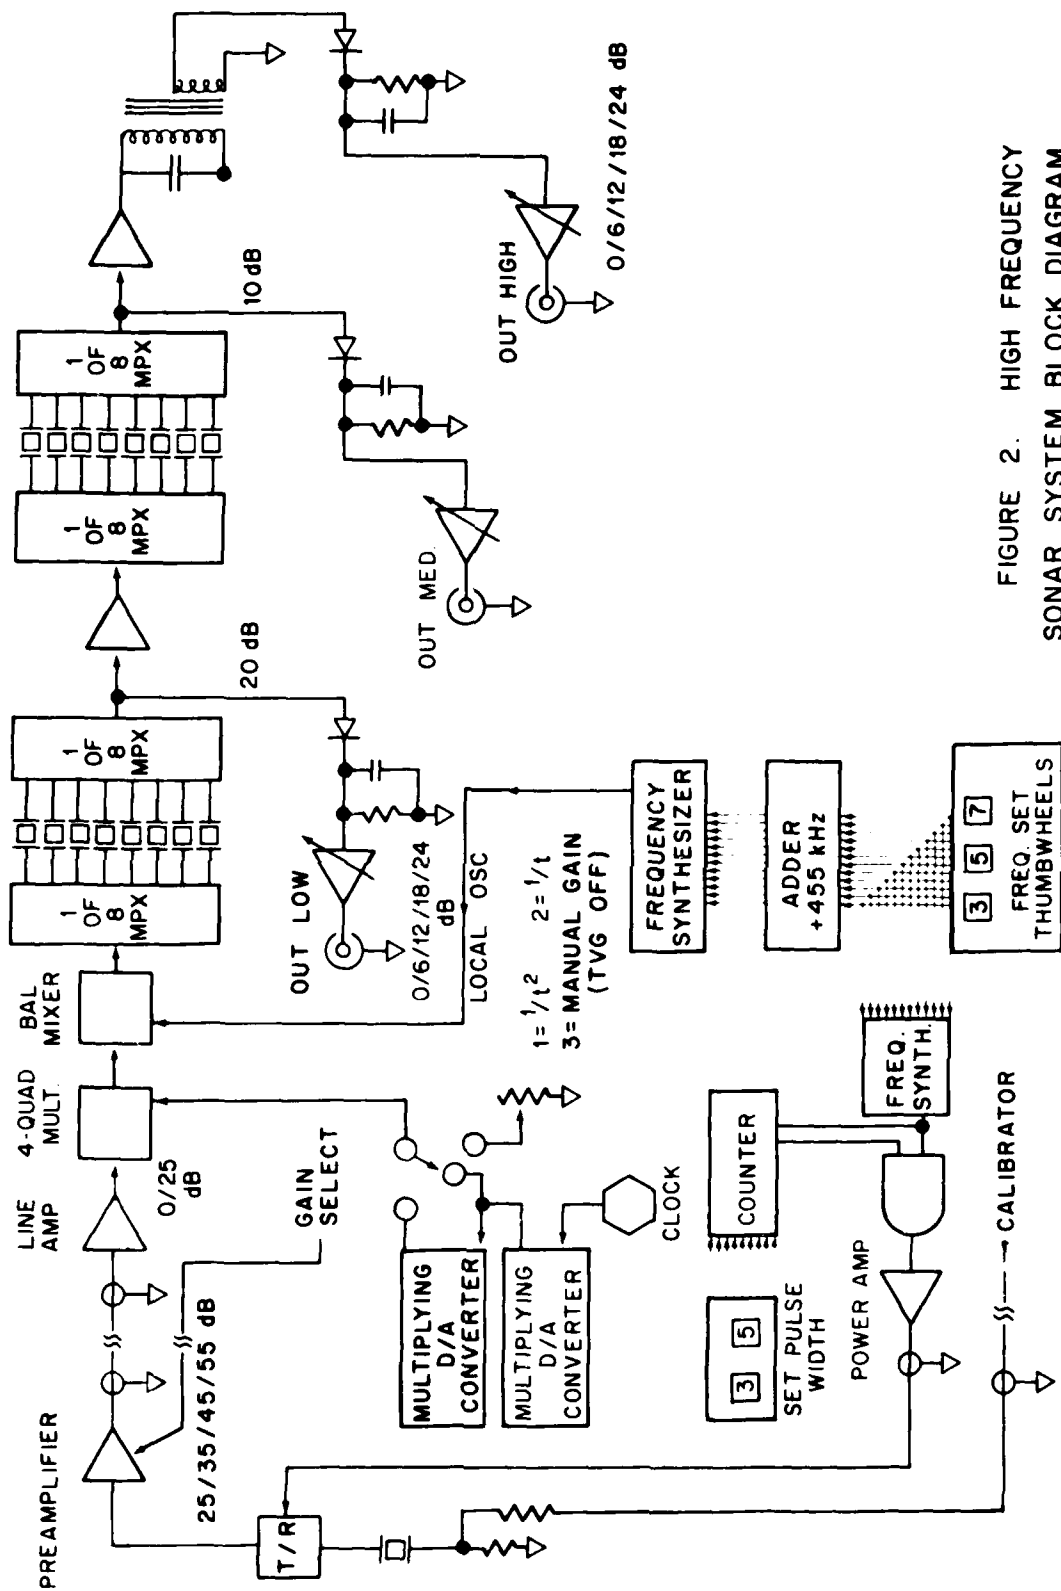 PREAMPLIFIER
25/35/45/55 dB
LINE
AMP
0/25
dB
GAIN
SELECT
4-QUAD
MULT.
BAL
MIXER
1
OF
8
MPX
1
OF
8
MPX
20 dB
1
OF
8
MPX
1
OF
8
MPX
10 dB
OUT LOW
0/6/12/18/24
dB
OUT MED.
OUT HIGH
0/6/12/18/24 dB
LOCAL OSC
1 = 1/t² 2 = 1/t
3 = MANUAL GAIN
(TVG OFF)
T/R
MULTIPLYING
D/A
CONVERTER
MULTIPLYING
D/A
CONVERTER
CLOCK
FREQUENCY
SYNTHESIZER
ADDER
+455 kHz
3 5 7
FREQ. SET
THUMBWHEELS
3 5
SET PULSE
WIDTH
COUNTER
FREQ.
SYNTH.
POWER AMP
CALIBRATOR
FIGURE 2. HIGH FREQUENCY
SONAR SYSTEM BLOCK DIAGRAM